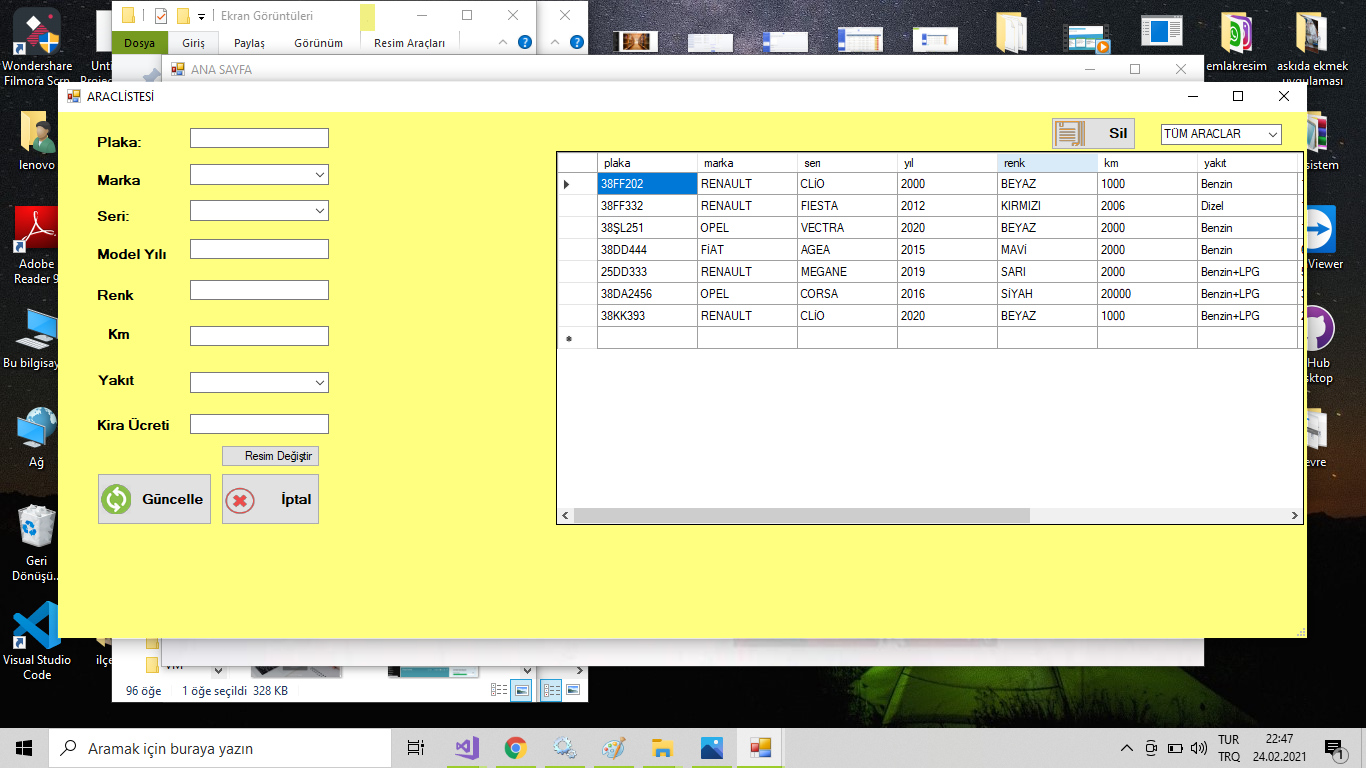 Ekran Görüntüleri
Dosya Giriş Paylaş Görünüm Resim Araçları
Wondershare
Filmora Scrn
emlakresim
askıda ekmek
uygulaması
ANA SAYFA
ARACLİSTESİ
Plaka:
Sil
TÜM ARACLAR
Marka
Seri:
Model Yılı
Renk
Km
Yakıt
Kira Ücreti
Resim Değiştir
Güncelle
İptal
plaka marka seri yıl renk km yakıt
38FF202 RENAULT CLİO 2000 BEYAZ 1000 Benzin
38FF332 RENAULT FIESTA 2012 KIRMIZI 2006 Dizel
38ŞL251 OPEL VECTRA 2020 BEYAZ 2000 Benzin
38DD444 FİAT AGEA 2015 MAVİ 2000 Benzin
25DD333 RENAULT MEGANE 2019 SARI 2000 Benzin+LPG
38DA2456 OPEL CORSA 2016 SİYAH 20000 Benzin+LPG
38KK393 RENAULT CLİO 2020 BEYAZ 1000 Benzin+LPG
lenovo
Adobe
Reader 9
Bu bilgisay
Ağ
Geri
Dönüşü...
Visual Studio
Code
ilçe
sistem
Viewer
Hub
ktop
evre
96 öğe 1 öğe seçildi 328 KB
Aramak için buraya yazın
TUR
TRQ
22:47
24.02.2021
1